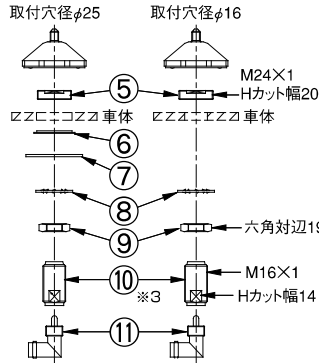 取付穴径φ25
取付穴径φ16
⑤
M24×1
Hカット幅20
車体
車体
⑥
⑦
⑧
⑨
六角対辺19
⑩
※3
M16×1
Hカット幅14
⑪